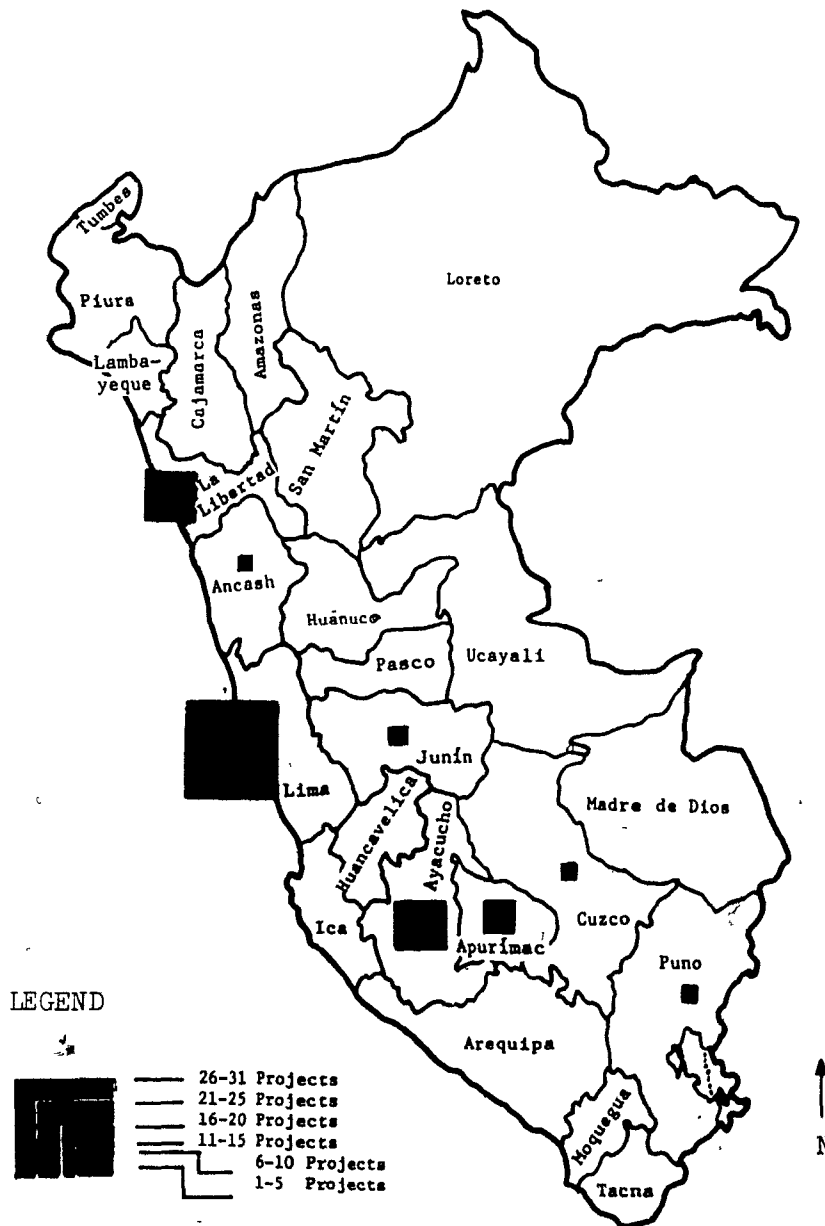 Tumbes
Piura
Lamba-
yeque
Cajamarca
Amazonas
Loreto
San Martín
La
Libertad
Ancash
Huánuco
Pasco
Ucayali
Junín
Lima
Huancavelica
Ayacucho
Madre de Dios
Ica
Apurímac
Cuzco
Puno
Arequipa
Moquegua
Tacna
LEGEND
26-31 Projects
21-25 Projects
16-20 Projects
11-15 Projects
6-10 Projects
1-5 Projects
N